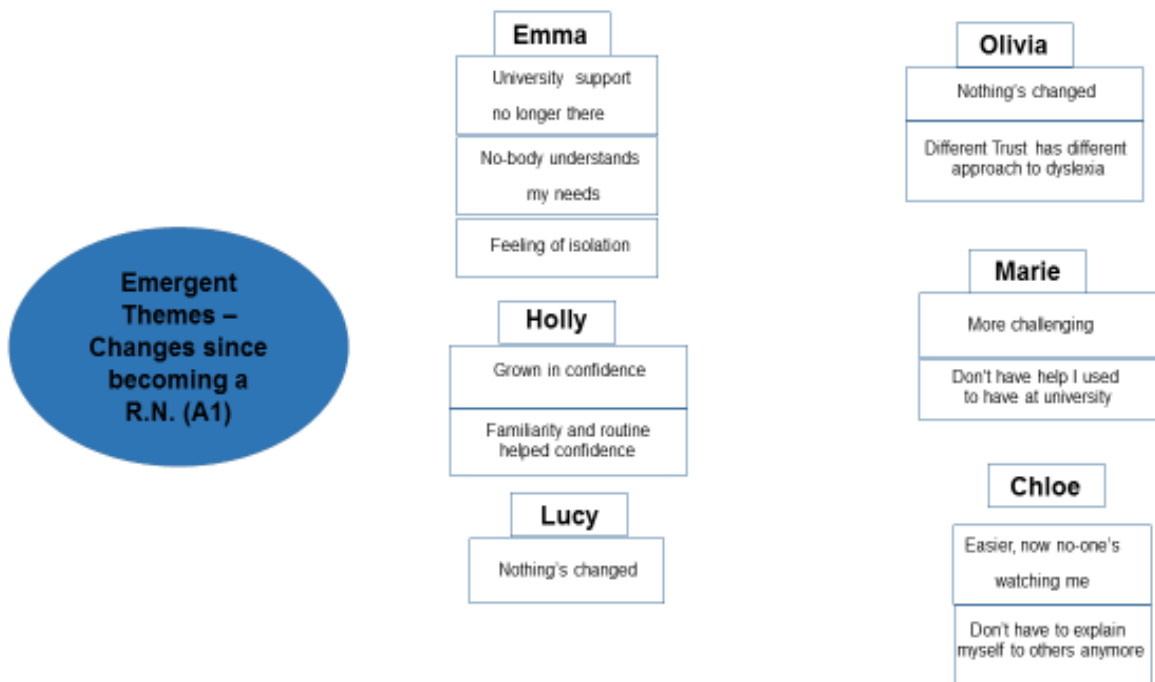 Emergent
Themes –
Changes since
becoming a
R.N. (A1)
Emma
University support
no longer there
No-body understands
my needs
Feeling of isolation
Holly
Grown in confidence
Familiarity and routine
helped confidence
Lucy
Nothing's changed
Olivia
Nothing's changed
Different Trust has different
approach to dyslexia
Marie
More challenging
Don't have help I used
to have at university
Chloe
Easier, now no-one's
watching me
Don't have to explain
myself to others anymore